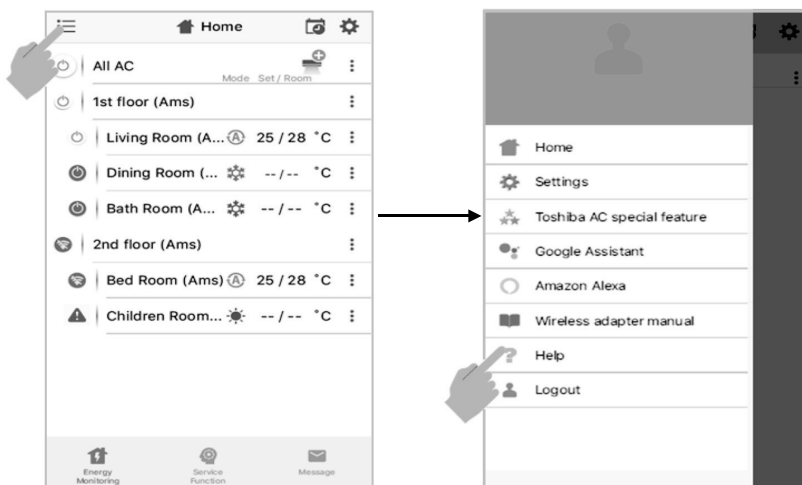 Home
All AC
Mode Set / Room
1st floor (Ams)
Living Room (A... A 25 / 28 °C
Dining Room (... -- / -- °C
Bath Room (A... -- / -- °C
2nd floor (Ams)
Bed Room (Ams) A 25 / 28 °C
Children Room... -- / -- °C
Energy
Monitoring
Service
Function
Message
Home
Settings
Toshiba AC special feature
Google Assistant
Amazon Alexa
Wireless adapter manual
? Help
Logout